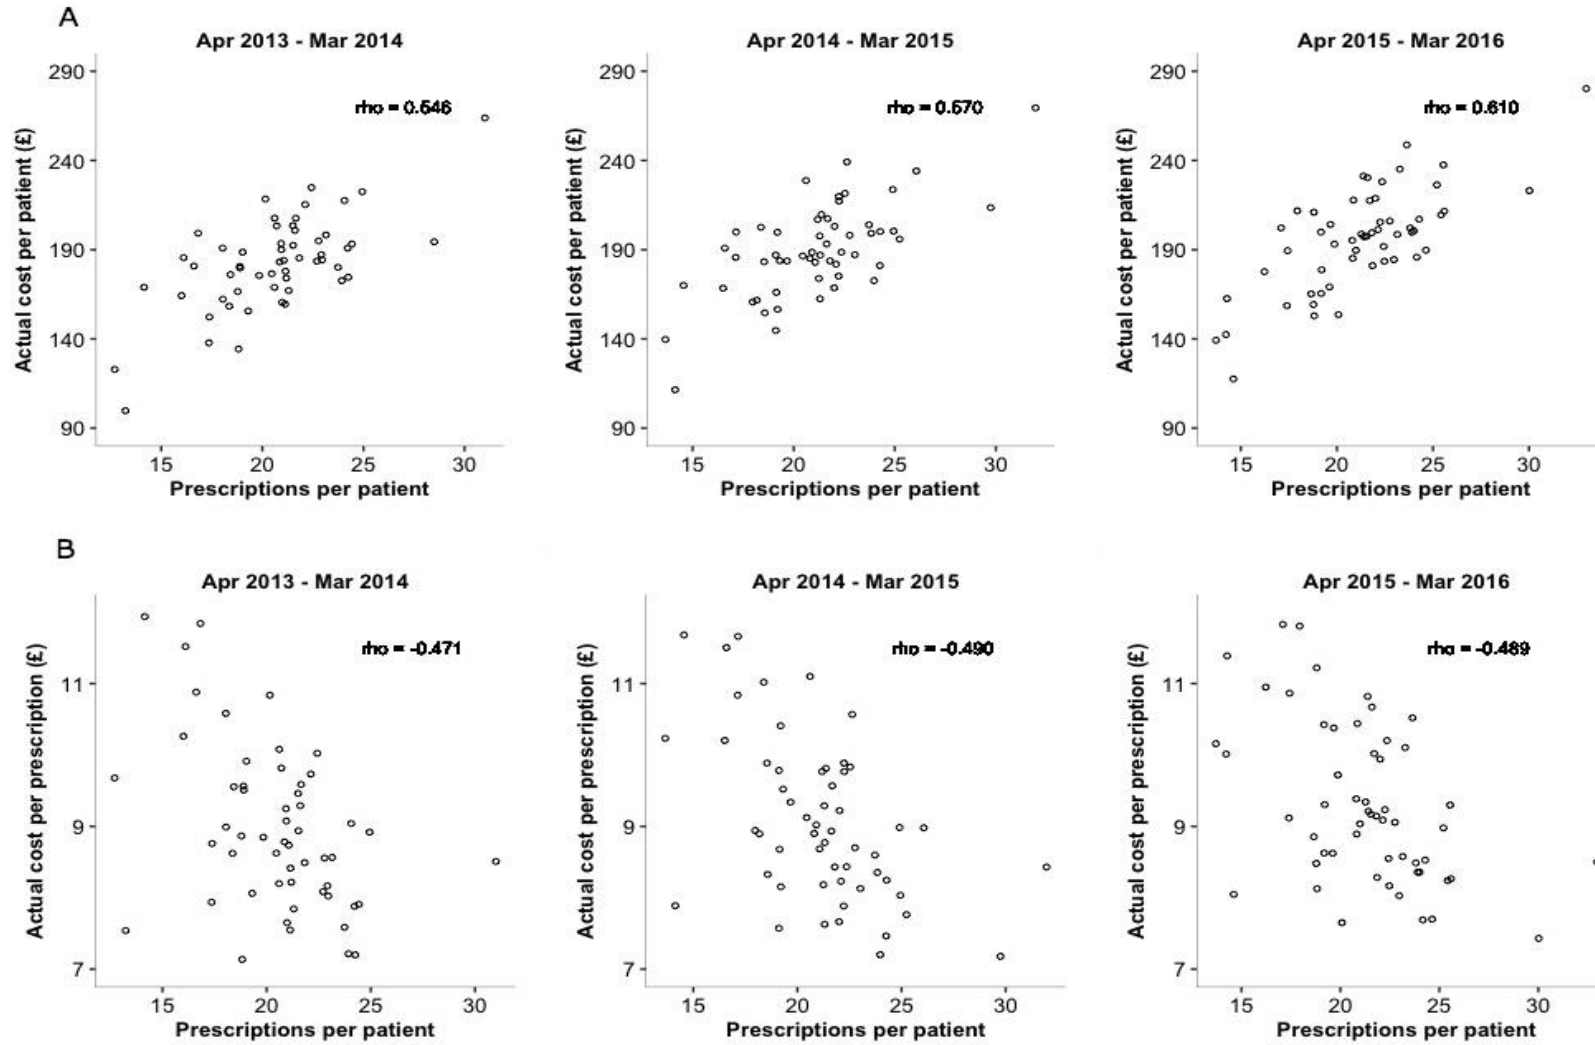 A
Apr 2013 - Mar 2014
Apr 2014 - Mar 2015
Apr 2015 - Mar 2016
rho = 0.546
rho = 0.570
rho = 0.610
Actual cost per patient (£)
290
240
190
140
90
15 20 25 30
Prescriptions per patient
Actual cost per patient (£)
290
240
190
140
90
15 20 25 30
Prescriptions per patient
Actual cost per patient (£)
290
240
190
140
90
15 20 25 30
Prescriptions per patient
B
Apr 2013 - Mar 2014
Apr 2014 - Mar 2015
Apr 2015 - Mar 2016
rho = -0.471
rho = -0.490
rho = -0.489
Actual cost per prescription (£)
11
9
7
15 20 25 30
Prescriptions per patient
Actual cost per prescription (£)
11
9
7
15 20 25 30
Prescriptions per patient
Actual cost per prescription (£)
11
9
7
15 20 25 30
Prescriptions per patient